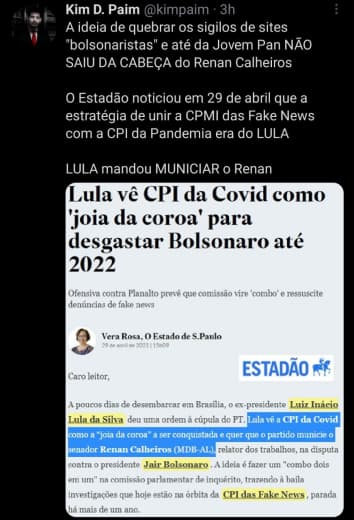 Kim D. Paim @kimpaim · 3h
A ideia de quebrar os sigilos de sites
"bolsonaristas" e até da Jovem Pan NÃO
SAIU DA CABEÇA do Renan Calheiros
O Estadão noticiou em 29 de abril que a
estratégia de unir a CPMI das Fake News
com a CPI da Pandemia era do LULA
LULA mandou MUNICIAR o Renan
Lula vê CPI da Covid como
'joia da coroa' para
desgastar Bolsonaro até
2022
Ofensiva contra Planalto prevê que comissão vire 'combo' e ressuscite
denúncias de fake news
Vera Rosa, O Estado de S.Paulo
29 de abril de 2021 | 15h09
ESTADÃO
Caro leitor,
A poucos dias de desembarcar em Brasília, o ex-presidente Luiz Inácio
Lula da Silva deu uma ordem à cúpula do PT. Lula vê a CPI da Covid
como a "joia da coroa" a ser conquistada e quer que o partido municie o
senador Renan Calheiros (MDB-AL), relator dos trabalhos, na disputa
contra o presidente Jair Bolsonaro. A ideia é fazer um "combo dois
em um" na comissão parlamentar de inquérito, trazendo à baila
investigações que hoje estão na órbita da CPI das Fake News, parada
há mais de um ano.